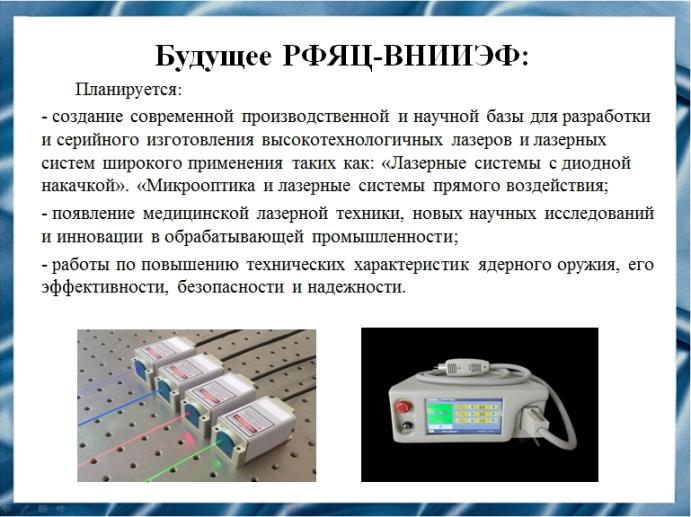 Будущее РФЯЦ-ВНИИЭФ:
Планируется:
- создание современной производственной и научной базы для разработки
и серийного изготовления высокотехнологичных лазеров и лазерных
систем широкого применения таких как: «Лазерные системы с диодной
накачкой». «Микрооптика и лазерные системы прямого воздействия;
- появление медицинской лазерной техники, новых научных исследований
и инновации в обрабатывающей промышленности;
- работы по повышению технических характеристик ядерного оружия, его
эффективности, безопасности и надежности.